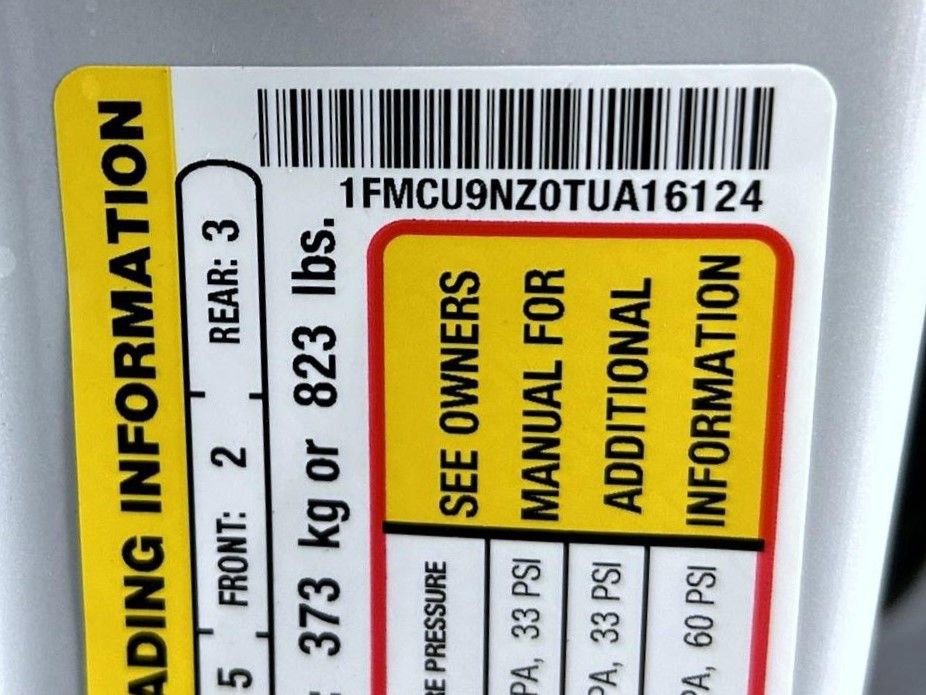 1FMCU9NZ0TUA16124
ADING INFORMATION
5 FRONT: 2 REAR: 3
373 kg or 823 lbs.
SEE OWNERS
MANUAL FOR
ADDITIONAL
INFORMATION
RE PRESSURE
PA, 33 PSI
PA, 33 PSI
PA, 60 PSI